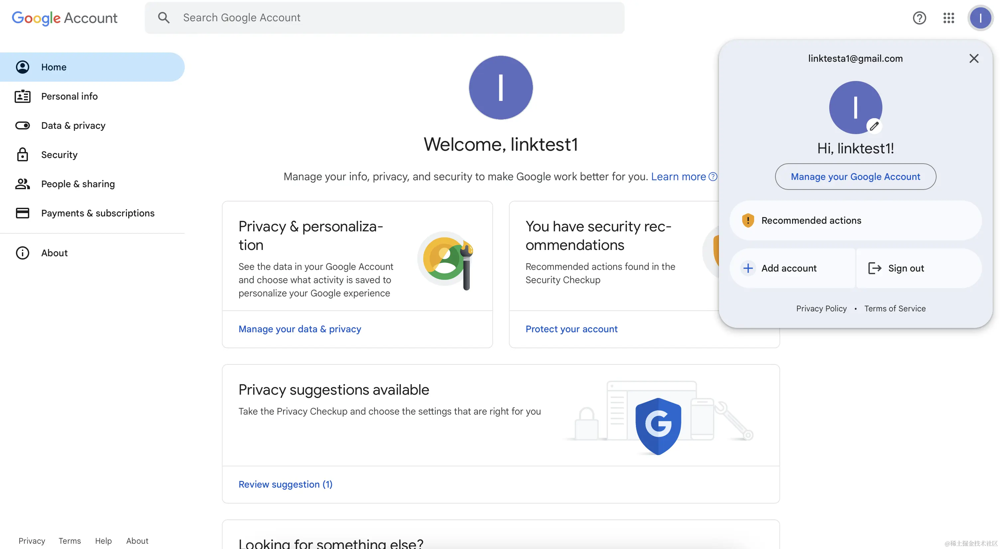 Google Account
Search Google Account
l
linktesta1@gmail.com
l
Hi, linktest1!
Manage your Google Account
Recommended actions
Add account
Sign out
Privacy Policy • Terms of Service
Home
Personal info
Data & privacy
Security
People & sharing
Payments & subscriptions
About
l
Welcome, linktest1
Manage your info, privacy, and security to make Google work better for you. Learn more
Privacy & personaliza-
tion
See the data in your Google Account
and choose what activity is saved to
personalize your Google experience
Manage your data & privacy
You have security rec-
ommendations
Recommended actions found in the
Security Checkup
Protect your account
Privacy suggestions available
Take the Privacy Checkup and choose the settings that are right for you
G
Review suggestion (1)
Looking for something else?
Privacy Terms Help About
@稀土掘金技术社区